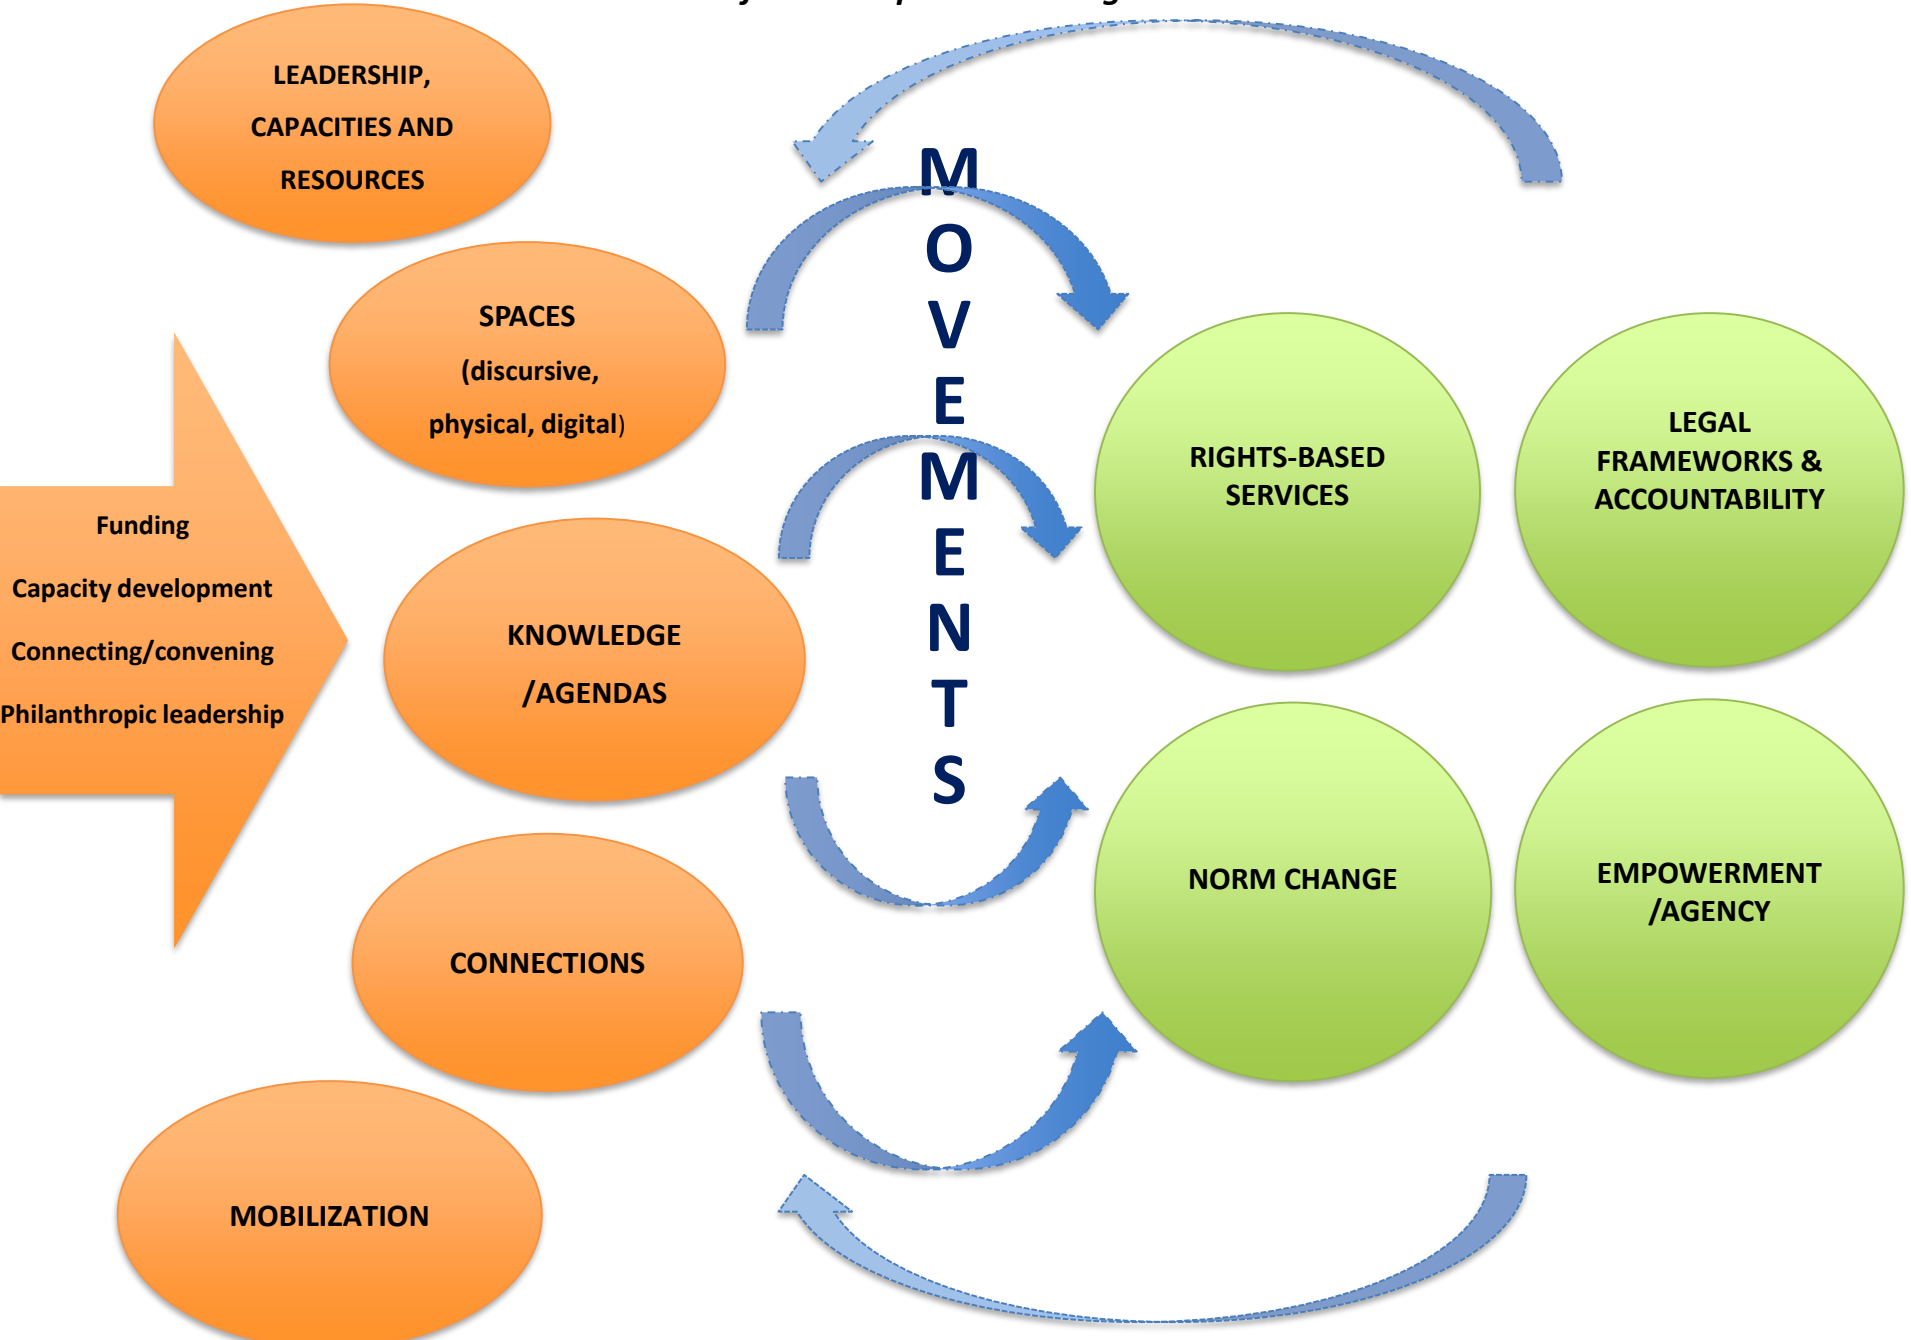 LEADERSHIP,
CAPACITIES AND
RESOURCES
SPACES
(discursive,
physical, digital)
Funding
Capacity development
Connecting/convening
Philanthropic leadership
KNOWLEDGE
/AGENDAS
CONNECTIONS
MOBILIZATION
M
O
V
E
M
E
N
T
S
RIGHTS-BASED
SERVICES
LEGAL
FRAMEWORKS &
ACCOUNTABILITY
NORM CHANGE
EMPOWERMENT
/AGENCY